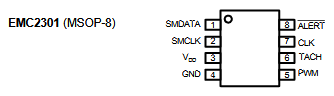 EMC2301 (MSOP-8)
SMDATA 1 8 ALERT
SMCLK 2 7 CLK
VDD 3 6 TACH
GND 4 5 PWM